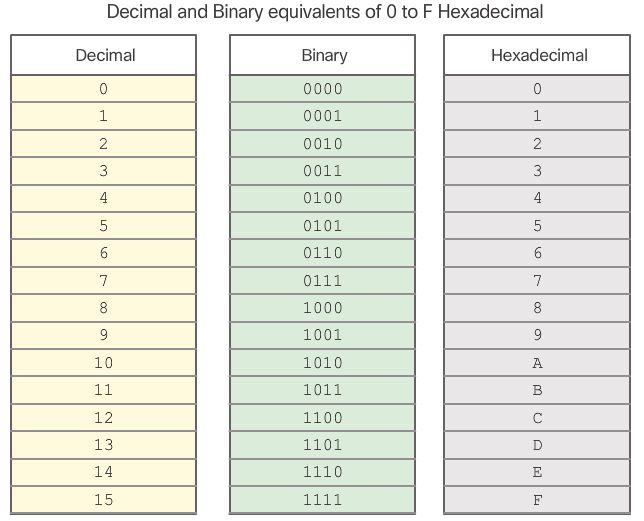 Decimal and Binary equivalents of 0 to F Hexadecimal
Decimal Binary Hexadecimal
0 0000 0
1 0001 1
2 0010 2
3 0011 3
4 0100 4
5 0101 5
6 0110 6
7 0111 7
8 1000 8
9 1001 9
10 1010 A
11 1011 B
12 1100 C
13 1101 D
14 1110 E
15 1111 F